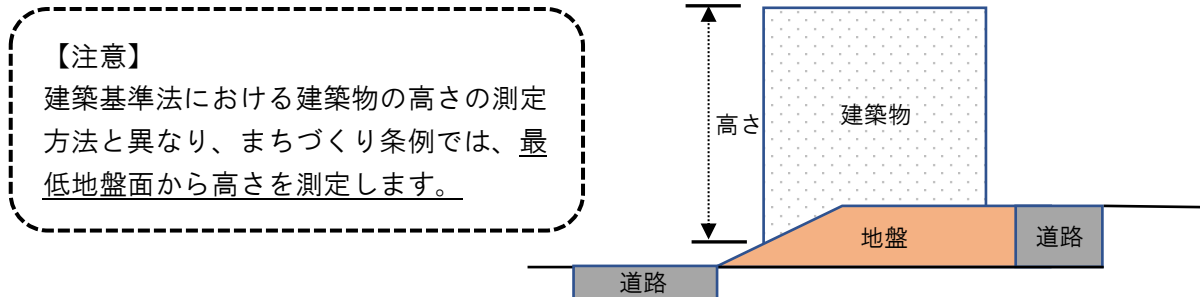 【注意】
建築基準法における建築物の高さの測定
方法と異なり、まちづくり条例では、最
低地盤面から高さを測定します。
高さ
建築物
地盤
道路
道路